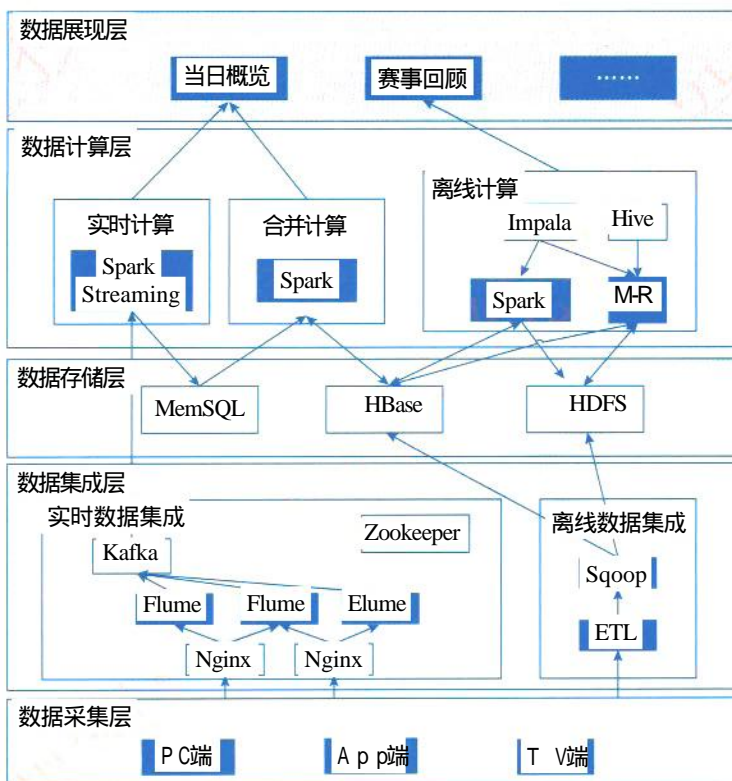 数据展现层
当日概览
赛事回顾
……
数据计算层
实时计算
Spark
Streaming
合并计算
Spark
离线计算
Impala
Hive
Spark
M-R
数据存储层
MemSQL
HBase
HDFS
数据集成层
实时数据集成
Kafka
Zookeeper
Flume
Flume
Elume
Nginx
Nginx
离线数据集成
Sqoop
ETL
数据采集层
PC端
App端
TV端